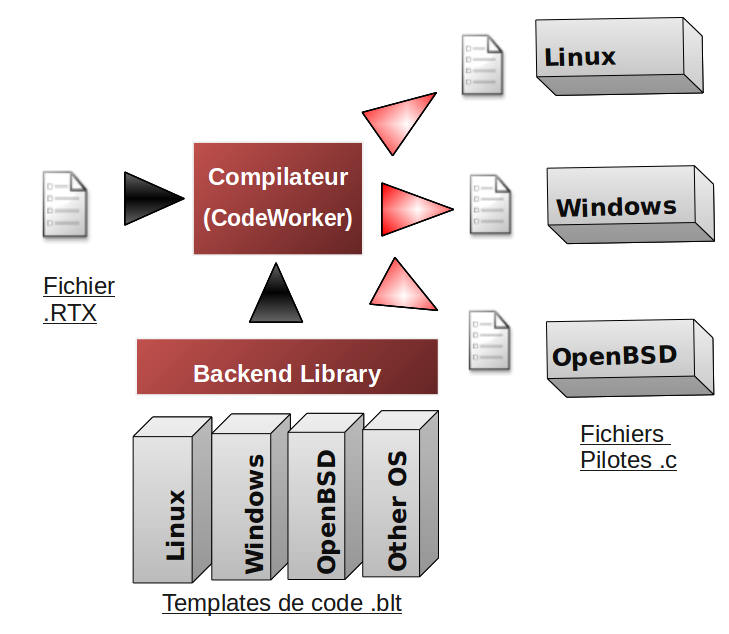 Linux
Compilateur
(CodeWorker)
Windows
Fichier
.RTX
OpenBSD
Backend Library
Fichiers
Pilotes .c
Linux
Windows
OpenBSD
Other OS
Templates de code .blt